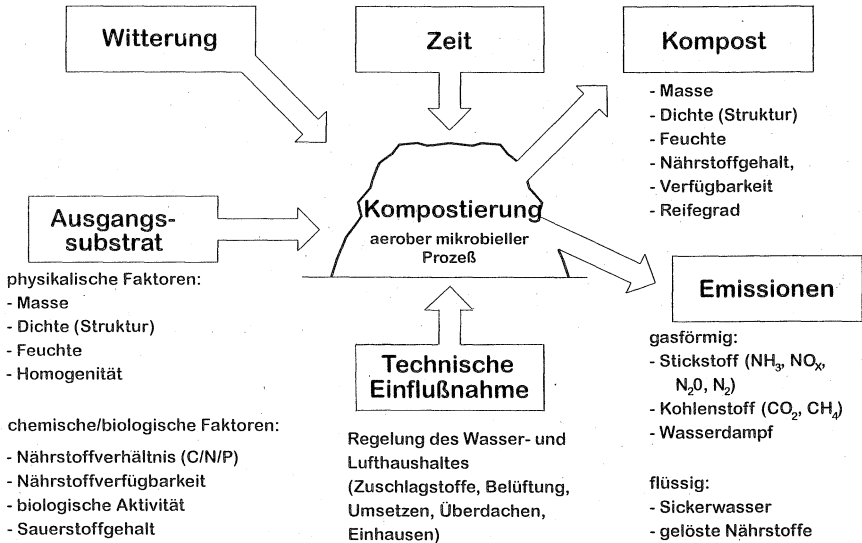 Witterung
Zeit
Kompost
- Masse
- Dichte (Struktur)
- Feuchte
- Nährstoffgehalt,
- Verfügbarkeit
- Reifegrad
Ausgangs-
substrat
physikalische Faktoren:
- Masse
- Dichte (Struktur)
- Feuchte
- Homogenität
chemische/biologische Faktoren:
- Nährstoffverhältnis (C/N/P)
- Nährstoffverfügbarkeit
- biologische Aktivität
- Sauerstoffgehalt
Kompostierung
aerober mikrobieller
Prozeß
Technische
Einflußnahme
Regelung des Wasser- und
Lufthaushaltes
(Zuschlagstoffe, Belüftung,
Umsetzen, Überdachen,
Einhausen)
Emissionen
gasförmig:
- Stickstoff (NH₃, NOₓ,
N₂0, N₂)
- Kohlenstoff (CO₂, CH₄)
- Wasserdampf
flüssig:
- Sickerwasser
- gelöste Nährstoffe